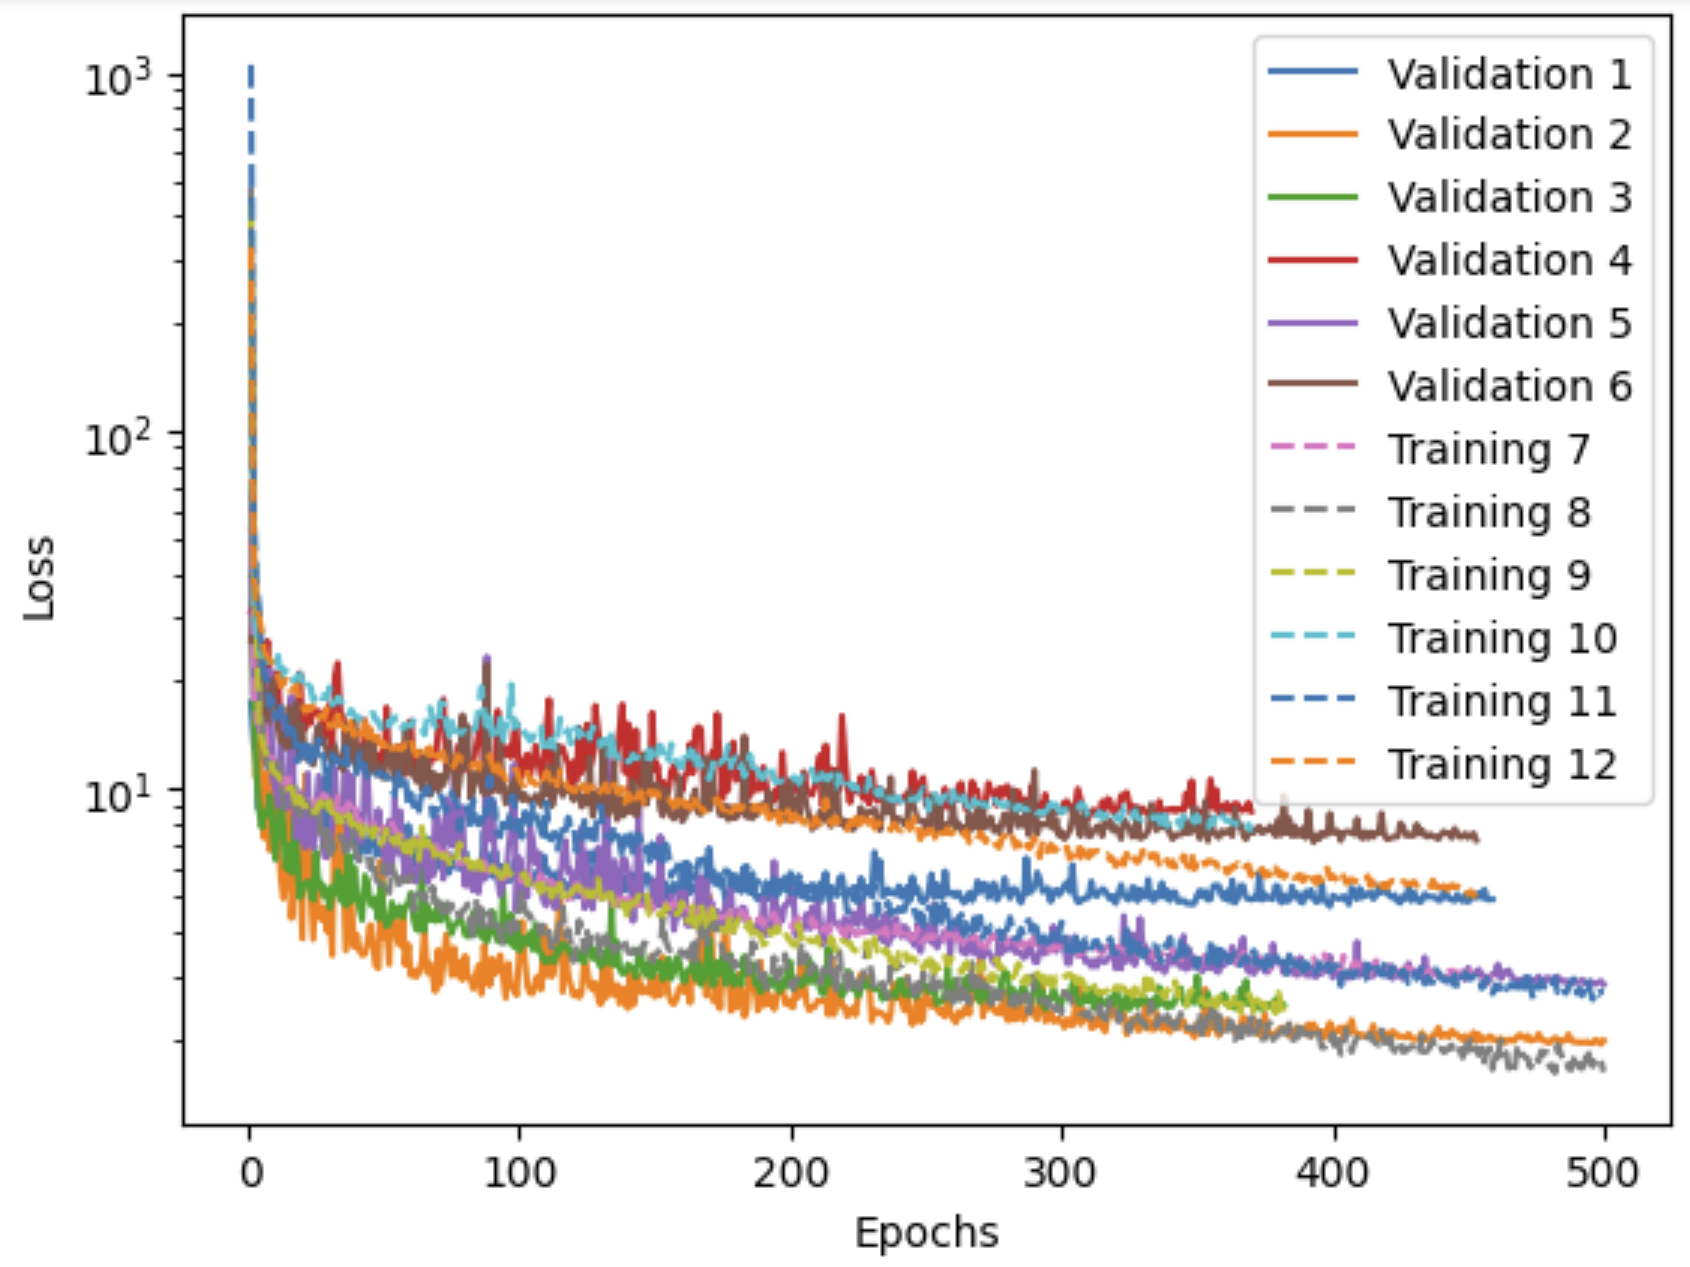 10³
10²
10¹
Loss
0 100 200 300 400 500
Epochs
Validation 1
Validation 2
Validation 3
Validation 4
Validation 5
Validation 6
Training 7
Training 8
Training 9
Training 10
Training 11
Training 12